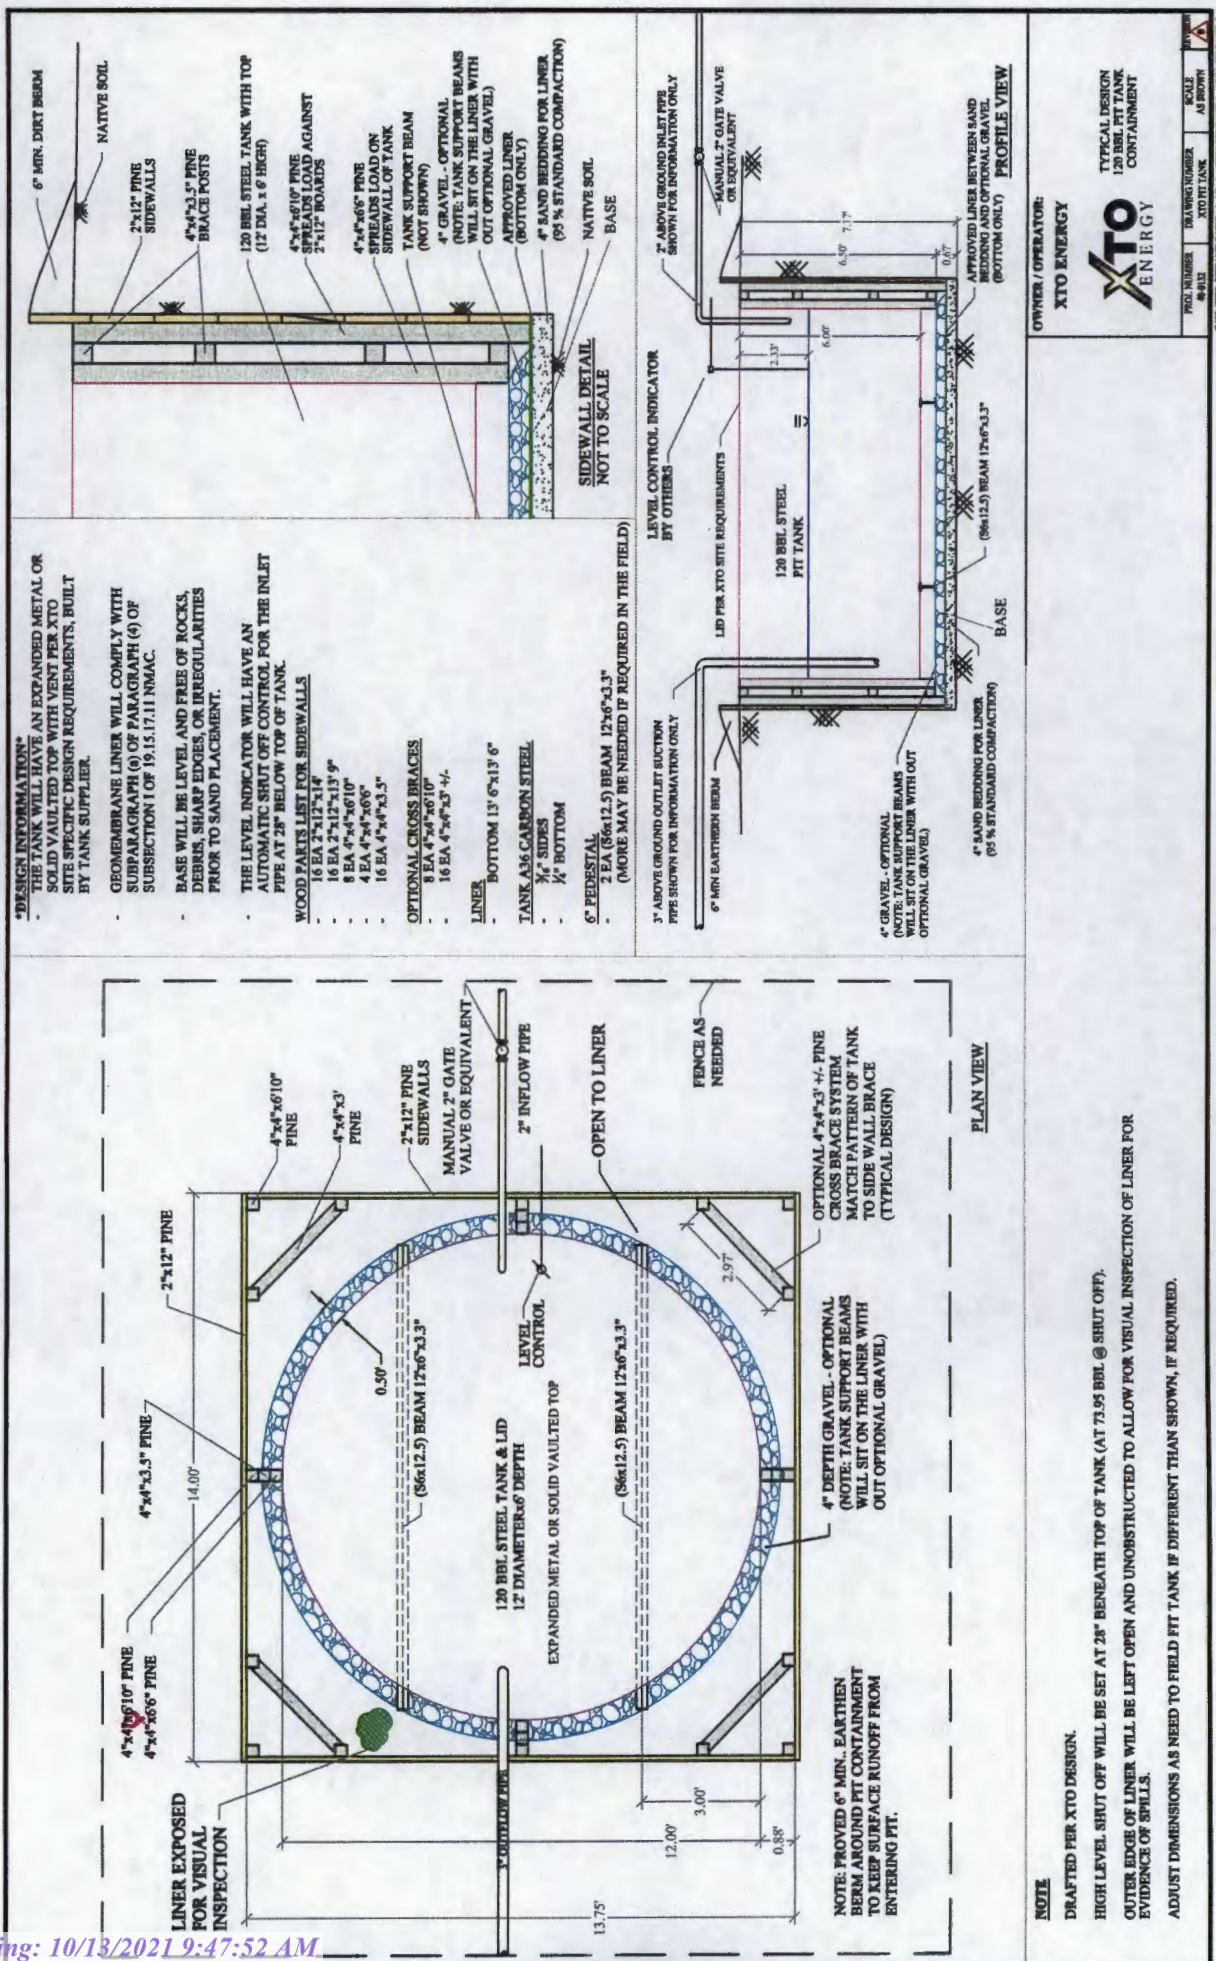 LINER EXPOSED
FOR VISUAL
INSPECTION
4"x4"x6'10" PINE
4"x4"x6'6" PINE
4"x4"x3.5" PINE
2"x12" PINE
14.00'
4"x4"x6'10"
PINE
4"x4"x3'
PINE
2"x12" PINE
SIDEWALLS
MANUAL 2" GATE
VALVE OR EQUIVALENT
2" INFLOW PIPE
OPEN TO LINER
FENCE AS
NEEDED
0.50'
(S6x12.5) BEAM 12'x6"x3.3"
LEVEL
CONTROL
120 BBL STEEL TANK & LID
12' DIAMETERx6' DEPTH
EXPANDED METAL OR SOLID VAULTED TOP
(S6x12.5) BEAM 12'x6"x3.3"
3" OUTFLOW PIPE
2.97'
3.00'
12.00'
0.88'
13.75'
OPTIONAL 4"x4"x3' +/- PINE
CROSS BRACE SYSTEM
MATCH PATTERN OF TANK
TO SIDE WALL BRACE
(TYPICAL DESIGN)
4" DEPTH GRAVEL - OPTIONAL
(NOTE: TANK SUPPORT BEAMS
WILL SIT ON THE LINER WITH
OUT OPTIONAL GRAVEL)
NOTE: PROVED 6" MIN.. EARTHEN
BERM AROUND PIT CONTAINMENT
TO KEEP SURFACE RUNOFF FROM
ENTERING PIT.
PLAN VIEW
*DESIGN INFORMATION*
- THE TANK WILL HAVE AN EXPANDED METAL OR
SOLID VAULTED TOP WITH VENT PER XTO
SITE SPECIFIC DESIGN REQUIREMENTS, BUILT
BY TANK SUPPLIER.
- GEOMEMBRANE LINER WILL COMPLY WITH
SUBPARAGRAPH (a) OF PARAGRAPH (4) OF
SUBSECTION I OF 19.15.17.11 NMAC.
- BASE WILL BE LEVEL AND FREE OF ROCKS,
DEBRIS, SHARP EDGES, OR IRREGULARITIES
PRIOR TO SAND PLACEMENT.
- THE LEVEL INDICATOR WILL HAVE AN
AUTOMATIC SHUT OFF CONTROL FOR THE INLET
PIPE AT 28" BELOW TOP OF TANK.
WOOD PARTS LIST FOR SIDEWALLS
- 16 EA 2"x12"x14'
- 16 EA 2"x12"x13' 9"
- 8 EA 4"x4"x6'10"
- 4 EA 4"x4"x6'6"
- 16 EA 4"x4"x3.5"
OPTIONAL CROSS BRACES
- 8 EA 4"x4"x6'10"
- 16 EA 4"x4"x3' +/-
LINER
- BOTTOM 13' 6"x13' 6"
TANK A36 CARBON STEEL
- 3/16" SIDES
- 1/4" BOTTOM
6" PEDESTAL
- 2 EA (S6x12.5) BEAM 12'x6"x3.3"
(MORE MAY BE NEEDED IF REQUIRED IN THE FIELD)
6" MIN. DIRT BERM
NATIVE SOIL
2"x12" PINE
SIDEWALLS
4"x4"x3.5" PINE
BRACE POSTS
120 BBL STEEL TANK WITH TOP
(12' DIA. x 6' HIGH)
4"x4"x6'10" PINE
SPREADS LOAD AGAINST
2"x12" BOARDS
4"x4"x6'6" PINE
SPREADS LOAD ON
SIDEWALL OF TANK
TANK SUPPORT BEAM
(NOT SHOWN)
4" GRAVEL - OPTIONAL
(NOTE: TANK SUPPORT BEAMS
WILL SIT ON THE LINER WITH
OUT OPTIONAL GRAVEL)
APPROVED LINER
(BOTTOM ONLY)
4" SAND BEDDING FOR LINER
(95 % STANDARD COMPACTION)
NATIVE SOIL
BASE
SIDEWALL DETAIL
NOT TO SCALE
3" ABOVE GROUND OUTLET SUCTION
PIPE SHOWN FOR INFORMATION ONLY
6" MIN EARTHERN BERM
LEVEL CONTROL INDICATOR
BY OTHERS
LID PER XTO SITE REQUIREMENTS
2" ABOVE GROUND INLET PIPE
SHOWN FOR INFORMATION ONLY
MANUAL 2" GATE VALVE
OR EQUIVALENT
120 BBL STEEL
PIT TANK
2.33'
6.00'
6.50'
7.17'
0.67'
4" GRAVEL - OPTIONAL
(NOTE: TANK SUPPORT BEAMS
WILL SIT ON THE LINER WITH OUT
OPTIONAL GRAVEL)
4" SAND BEDDING FOR LINER
(95 % STANDARD COMPACTION)
BASE
(S6x12.5) BEAM 12'x6"x3.3"
APPROVED LINER BETWEEN SAND
BEDDING AND OPTIONAL GRAVEL
(BOTTOM ONLY)
PROFILE VIEW
NOTE
DRAFTED PER XTO DESIGN.
HIGH LEVEL SHUT OFF WILL BE SET AT 28" BENEATH TOP OF TANK (AT 73.95 BBL @ SHUT OFF).
OUTER EDGE OF LINER WILL BE LEFT OPEN AND UNOBSTRUCTED TO ALLOW FOR VISUAL INSPECTION OF LINER FOR
EVIDENCE OF SPILLS.
ADJUST DIMENSIONS AS NEED TO FIELD FIT TANK IF DIFFERENT THAN SHOWN, IF REQUIRED.
OWNER / OPERATOR:
XTO ENERGY
XTO
ENERGY
TYPICAL DESIGN
120 BBL PIT TANK
CONTAINMENT
PROJ. NUMBER
DRAWING NUMBER
XTO PIT TANK
SCALE
AS SHOWN
ing: 10/13/2021 9:47:52 AM